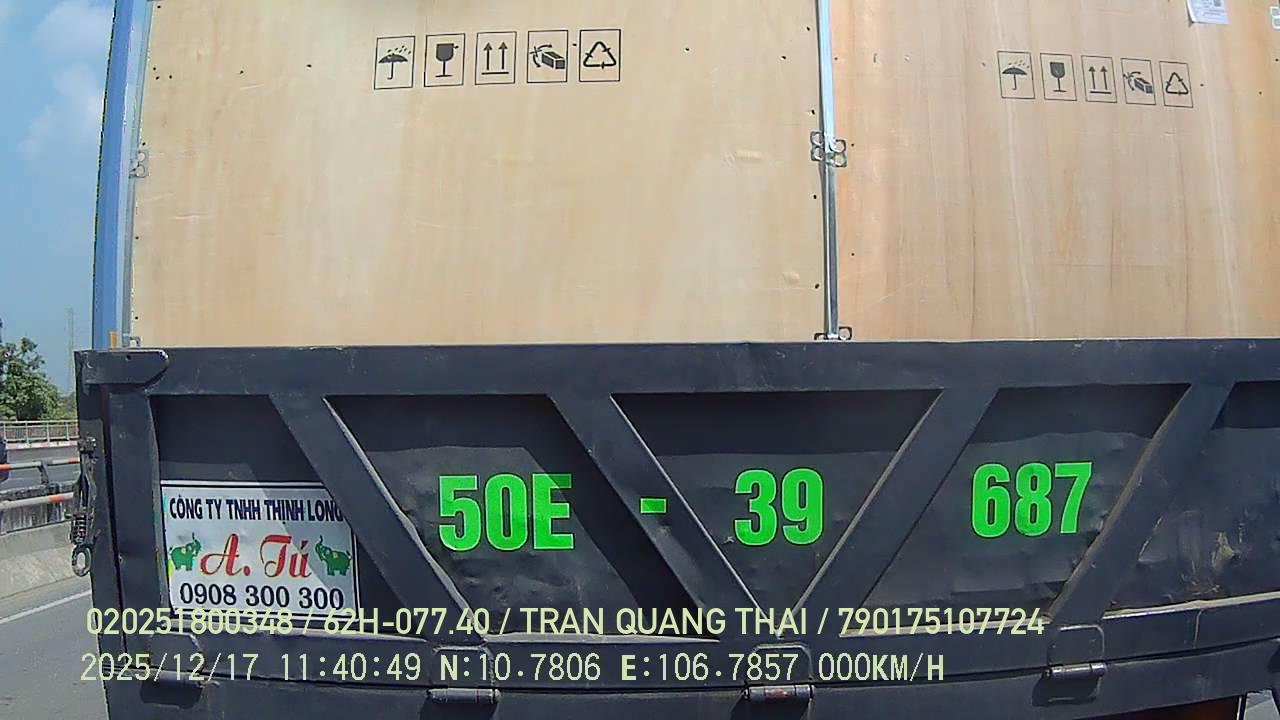 CÔNG TY TNHH THỊNH LONG
A. Tú
0908 300 300
50E - 39 687
020251800348 / 62H-077.40 / TRAN QUANG THAI / 790175107724
2025/12/17 11:40:49 N:10.7806 E:106.7857 000KM/H